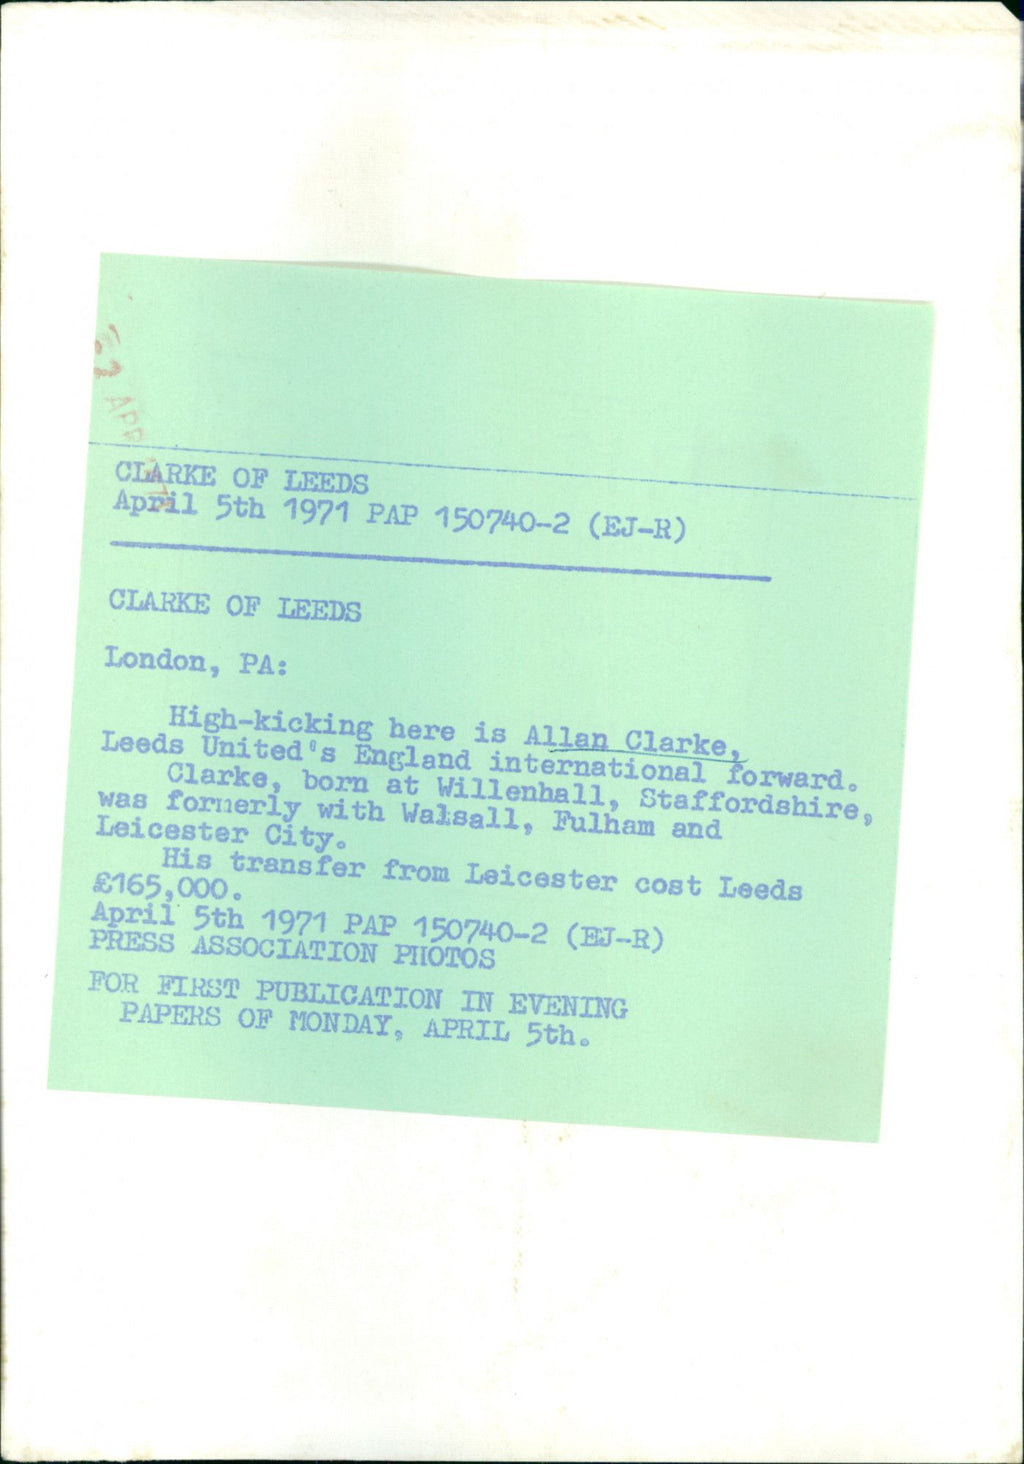 APR
CLARKE OF LEEDS
April 5th 1971 PAP 150740-2 (EJ-R)
CLARKE OF LEEDS
London, PA:
High-kicking here is Allan Clarke,
Leeds United's England international forward.
Clarke, born at Willenhall, Staffordshire,
was formerly with Walsall, Fulham and
Leicester City.
His transfer from Leicester cost Leeds
£165,000.
April 5th 1971 PAP 150740-2 (EJ-R)
PRESS ASSOCIATION PHOTOS
FOR FIRST PUBLICATION IN EVENING
PAPERS OF MONDAY, APRIL 5th.